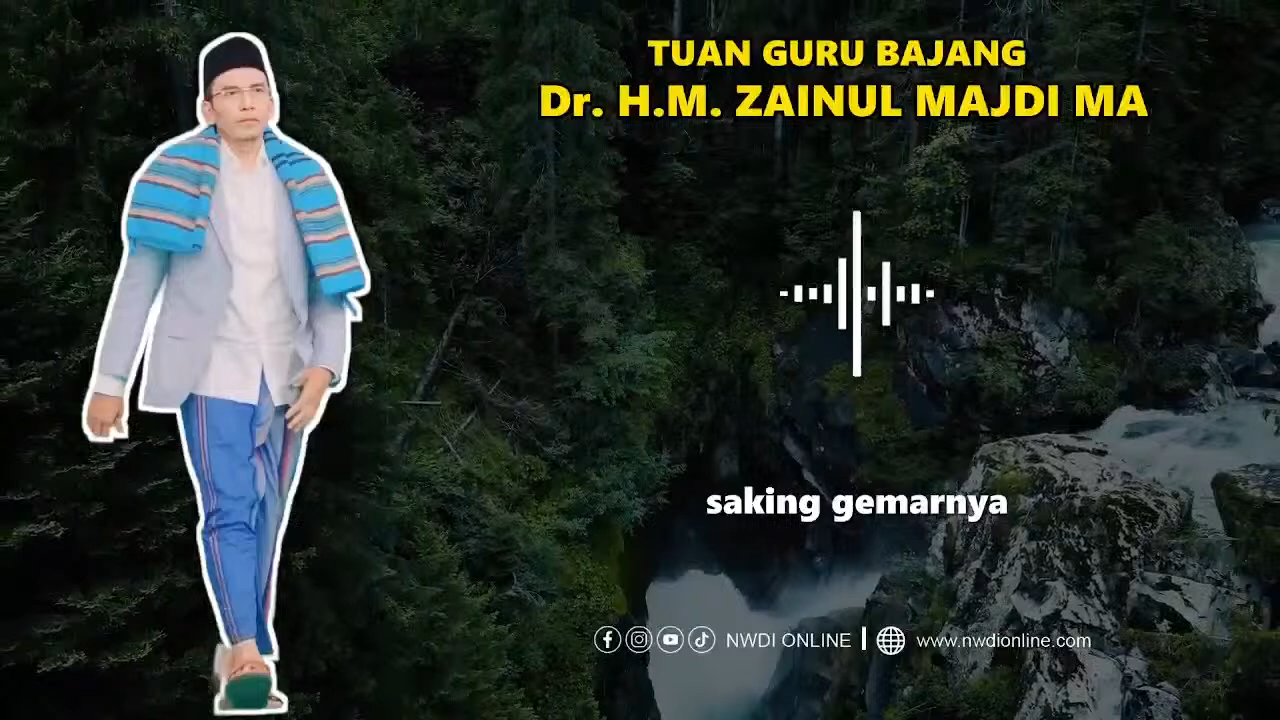 TUAN GURU BAJANG
Dr. H.M. ZAINUL MAJDI MA
saking gemarnya
NWDI ONLINE | www.nwdionline.com